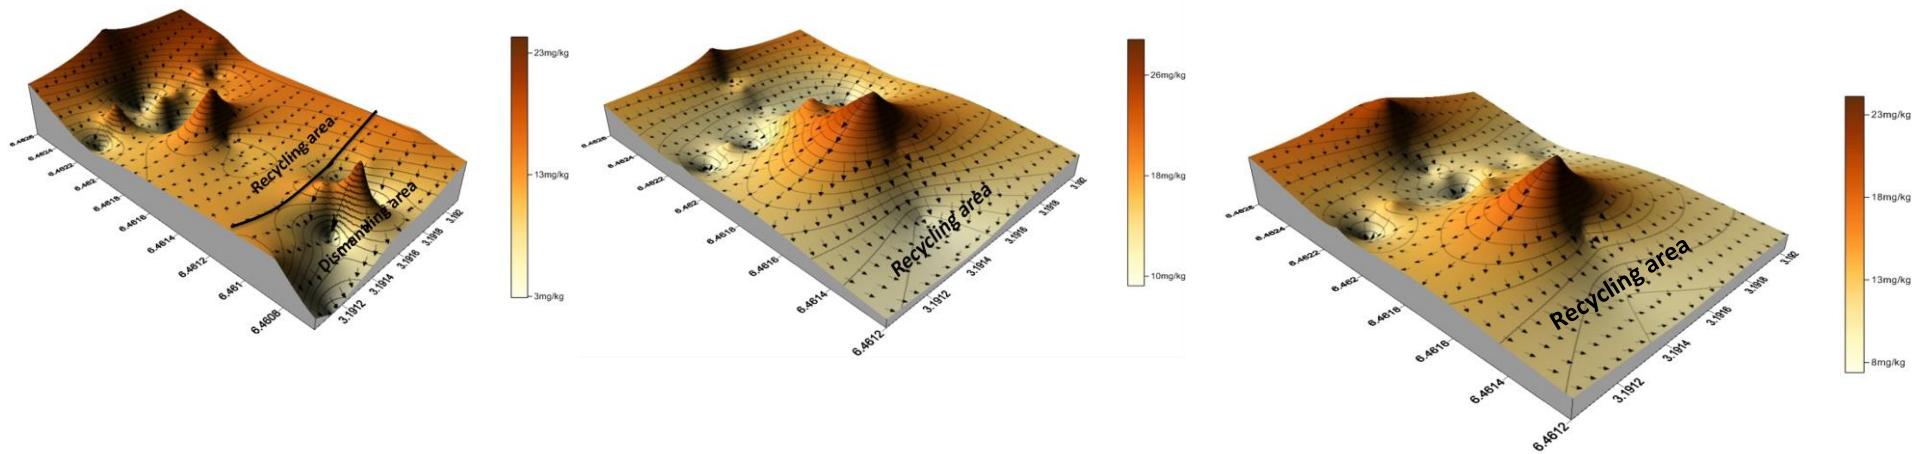 23mg/kg
13mg/kg
3mg/kg
Recycling area
Dismantling area
6.4626
6.4624
6.4622
6.462
6.4618
6.4616
6.4614
6.4612
6.461
6.4608
3.1912
3.1914
3.1916
3.1918
3.192
26mg/kg
18mg/kg
10mg/kg
Recycling area
6.4626
6.4624
6.4622
6.462
6.4618
6.4616
6.4614
6.4612
3.1912
3.1914
3.1916
3.1918
3.192
23mg/kg
18mg/kg
13mg/kg
8mg/kg
Recycling area
6.4626
6.4624
6.4622
6.462
6.4618
6.4616
6.4614
6.4612
3.1912
3.1914
3.1916
3.1918
3.192